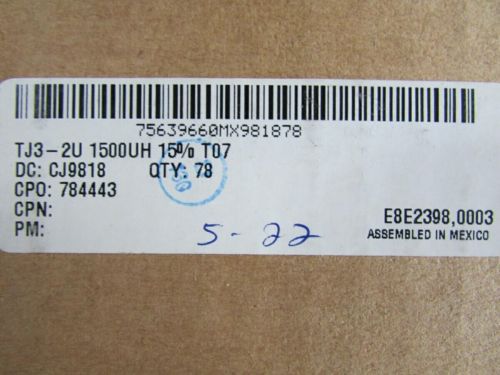 75639660MX981878
TJ3-2U 1500UH 15% T07
DC: CJ9818 QTY: 78
CPO: 784443
CPN:
PM:
E8E2398,0003
ASSEMBLED IN MEXICO
5-22